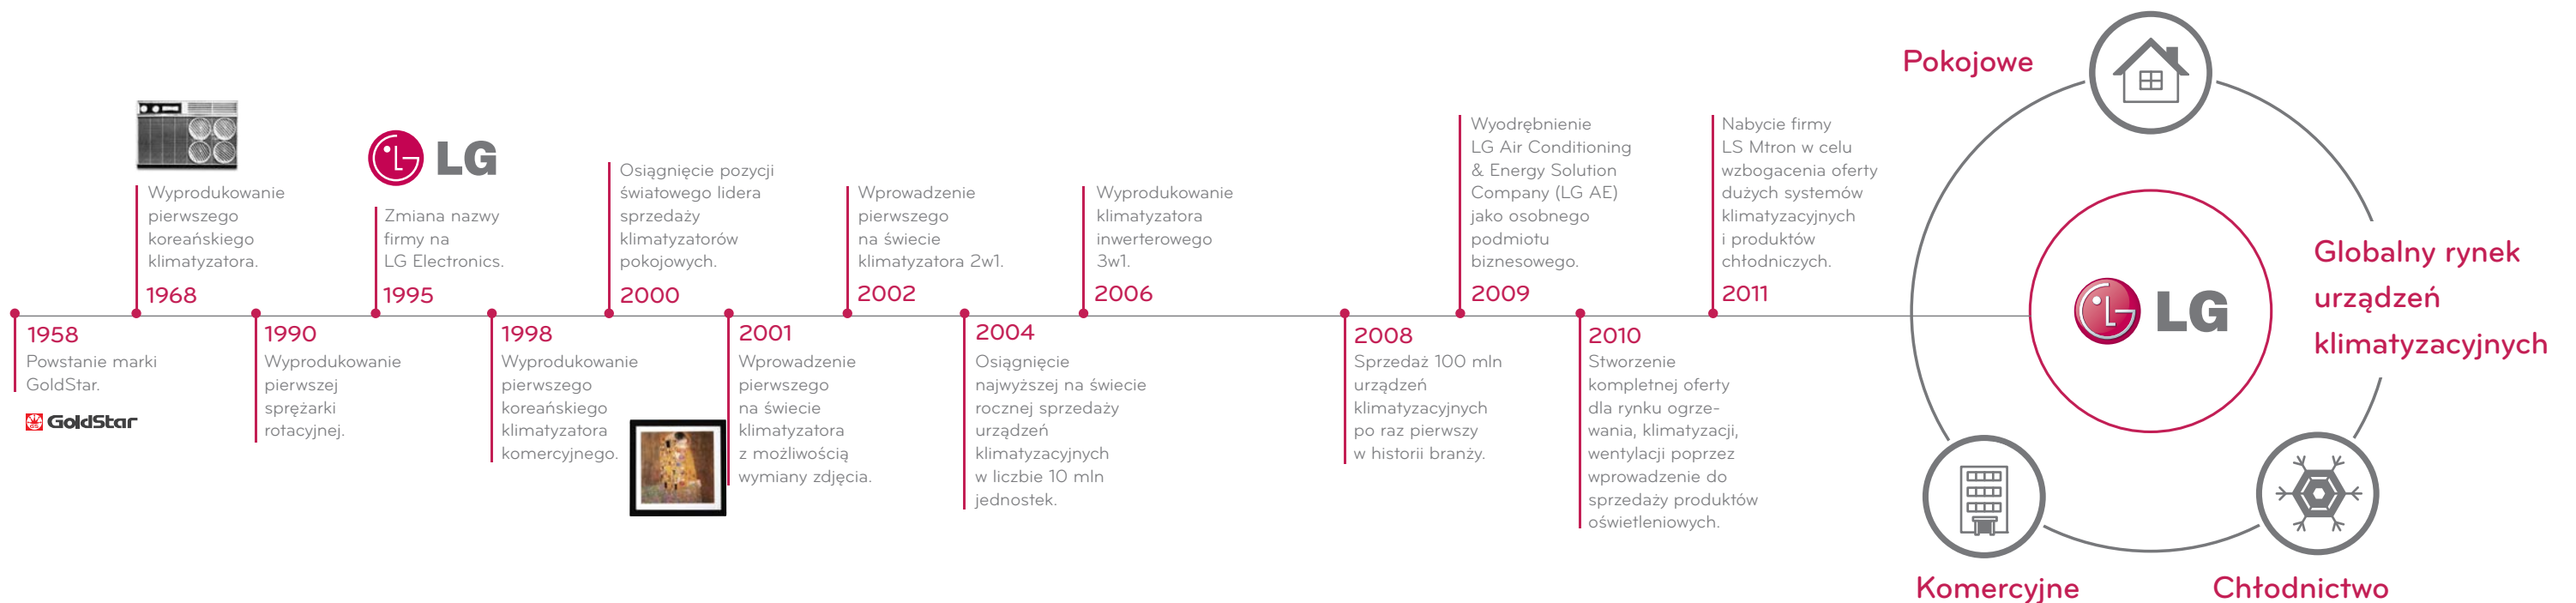 1958
Powstanie marki
GoldStar.
GoldStar
Wyprodukowanie
pierwszego
koreańskiego
klimatyzatora.
1968
1990
Wyprodukowanie
pierwszej
sprężarki
rotacyjnej.
LG
Zmiana nazwy
firmy na
LG Electronics.
1995
1998
Wyprodukowanie
pierwszego
koreańskiego
klimatyzatora
komercyjnego.
Osiągnięcie pozycji
światowego lidera
sprzedaży
klimatyzatorów
pokojowych.
2000
2001
Wprowadzenie
pierwszego
na świecie
klimatyzatora
z możliwością
wymiany zdjęcia.
Wprowadzenie
pierwszego
na świecie
klimatyzatora 2w1.
2002
2004
Osiągnięcie
najwyższej na świecie
rocznej sprzedaży
urządzeń
klimatyzacyjnych
w liczbie 10 mln
jednostek.
Wyprodukowanie
klimatyzatora
inwerterowego
3w1.
2006
2008
Sprzedaż 100 mln
urządzeń
klimatyzacyjnych
po raz pierwszy
w historii branży.
Wyodrębnienie
LG Air Conditioning
& Energy Solution
Company (LG AE)
jako osobnego
podmiotu
biznesowego.
2009
2010
Stworzenie
kompletnej oferty
dla rynku ogrze-
wania, klimatyzacji,
wentylacji poprzez
wprowadzenie do
sprzedaży produktów
oświetleniowych.
Nabycie firmy
LS Mtron w celu
wzbogacenia oferty
dużych systemów
klimatyzacyjnych
i produktów
chłodniczych.
2011
Pokojowe
LG
Globalny rynek
urządzeń
klimatyzacyjnych
Komercyjne
Chłodnictwo